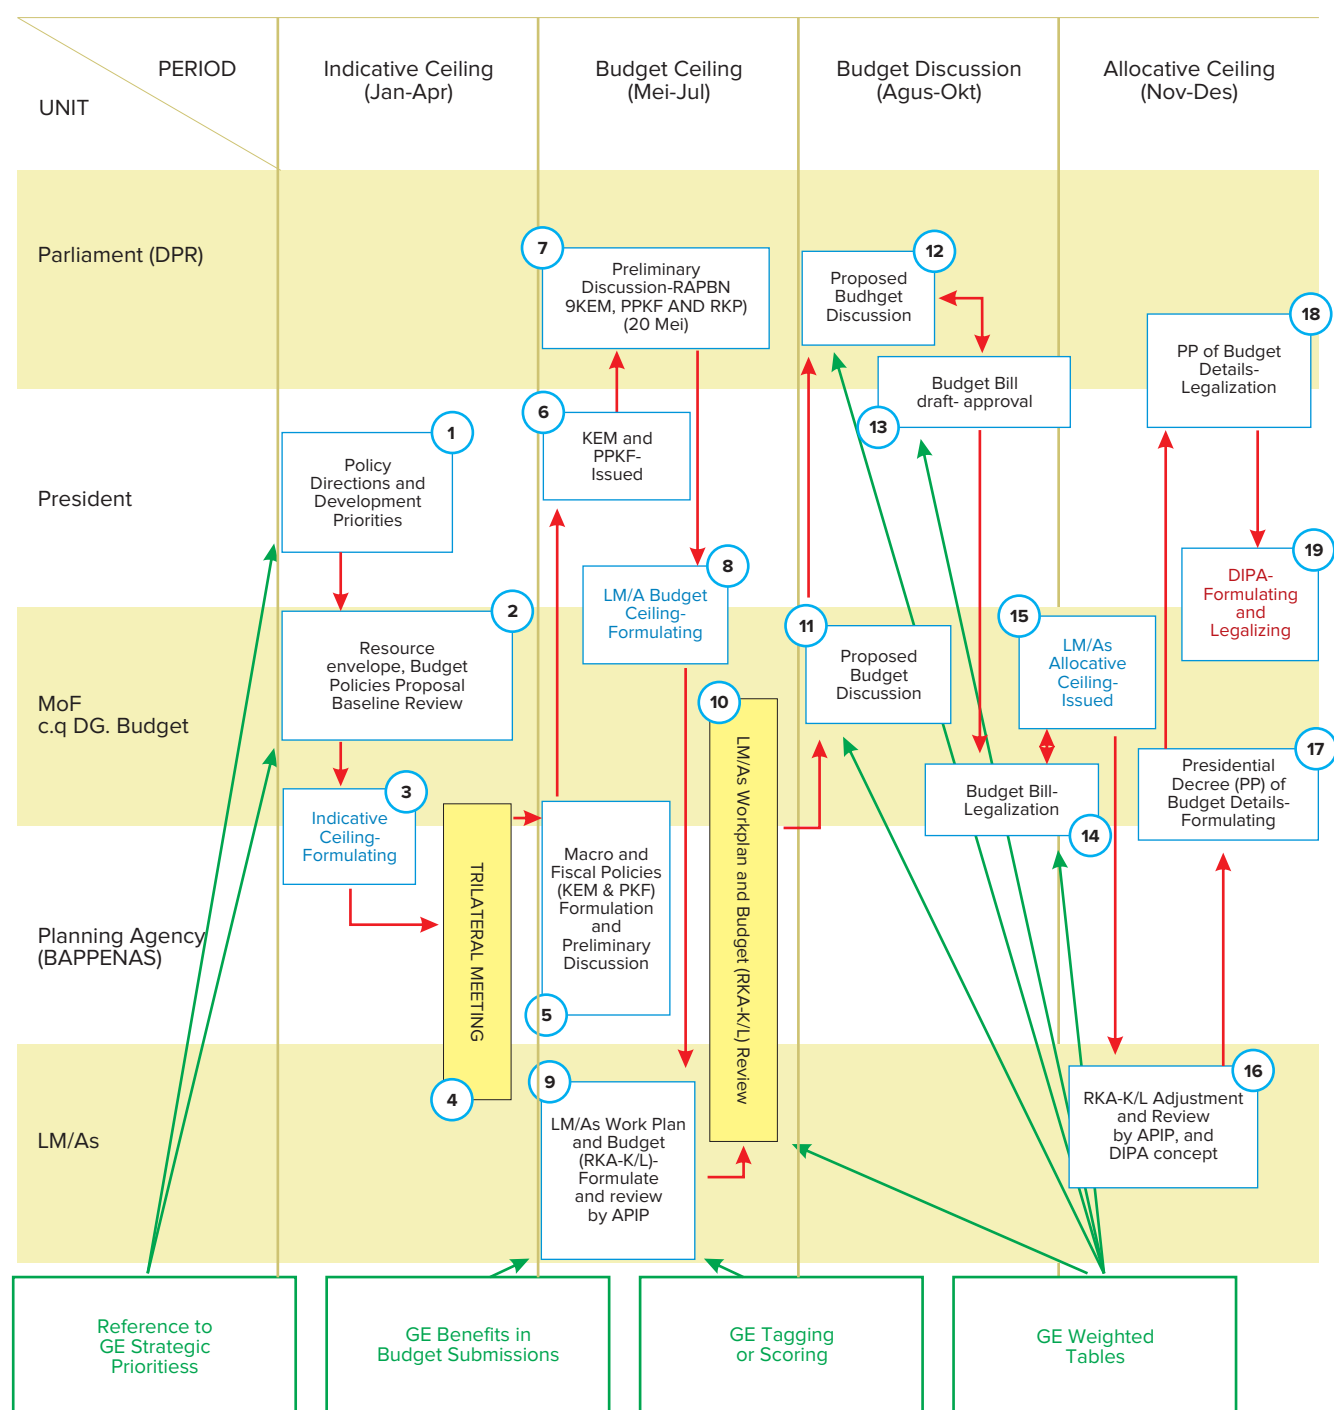 PERIOD
UNIT
Indicative Ceiling
(Jan-Apr)
Budget Ceiling
(Mei-Jul)
Budget Discussion
(Agus-Okt)
Allocative Ceiling
(Nov-Des)
Parliament (DPR)
President
MoF
c.q DG. Budget
Planning Agency
(BAPPENAS)
LM/As
1
Policy
Directions and
Development
Priorities
2
Resource
envelope, Budget
Policies Proposal
Baseline Review
3
Indicative
Ceiling-
Formulating
TRILATERAL MEETING
4
Macro and
Fiscal Policies
(KEM & PKF)
Formulation
and
Preliminary
Discussion
5
6
KEM and
PPKF-
Issued
7
Preliminary
Discussion-RAPBN
9KEM, PPKF AND RKP)
(20 Mei)
8
LM/A Budget
Ceiling-
Formulating
9
LM/As Work Plan
and Budget
(RKA-K/L)-
Formulate
and review
by APIP
10
LM/As Workplan and Budget (RKA-K/L) Review
11
Proposed
Budget
Discussion
12
Proposed
Budhget
Discussion
Budget Bill
draft- approval
13
Budget Bill-
Legalization
14
15
LM/As
Allocative
Ceiling-
Issued
16
RKA-K/L Adjustment
and Review
by APIP, and
DIPA concept
17
Presidential
Decree (PP) of
Budget Details-
Formulating
18
PP of Budget
Details-
Legalization
19
DIPA-
Formulating
and
Legalizing
Reference to
GE Strategic
Prioritiess
GE Benefits in
Budget Submissions
GE Tagging
or Scoring
GE Weighted
Tables